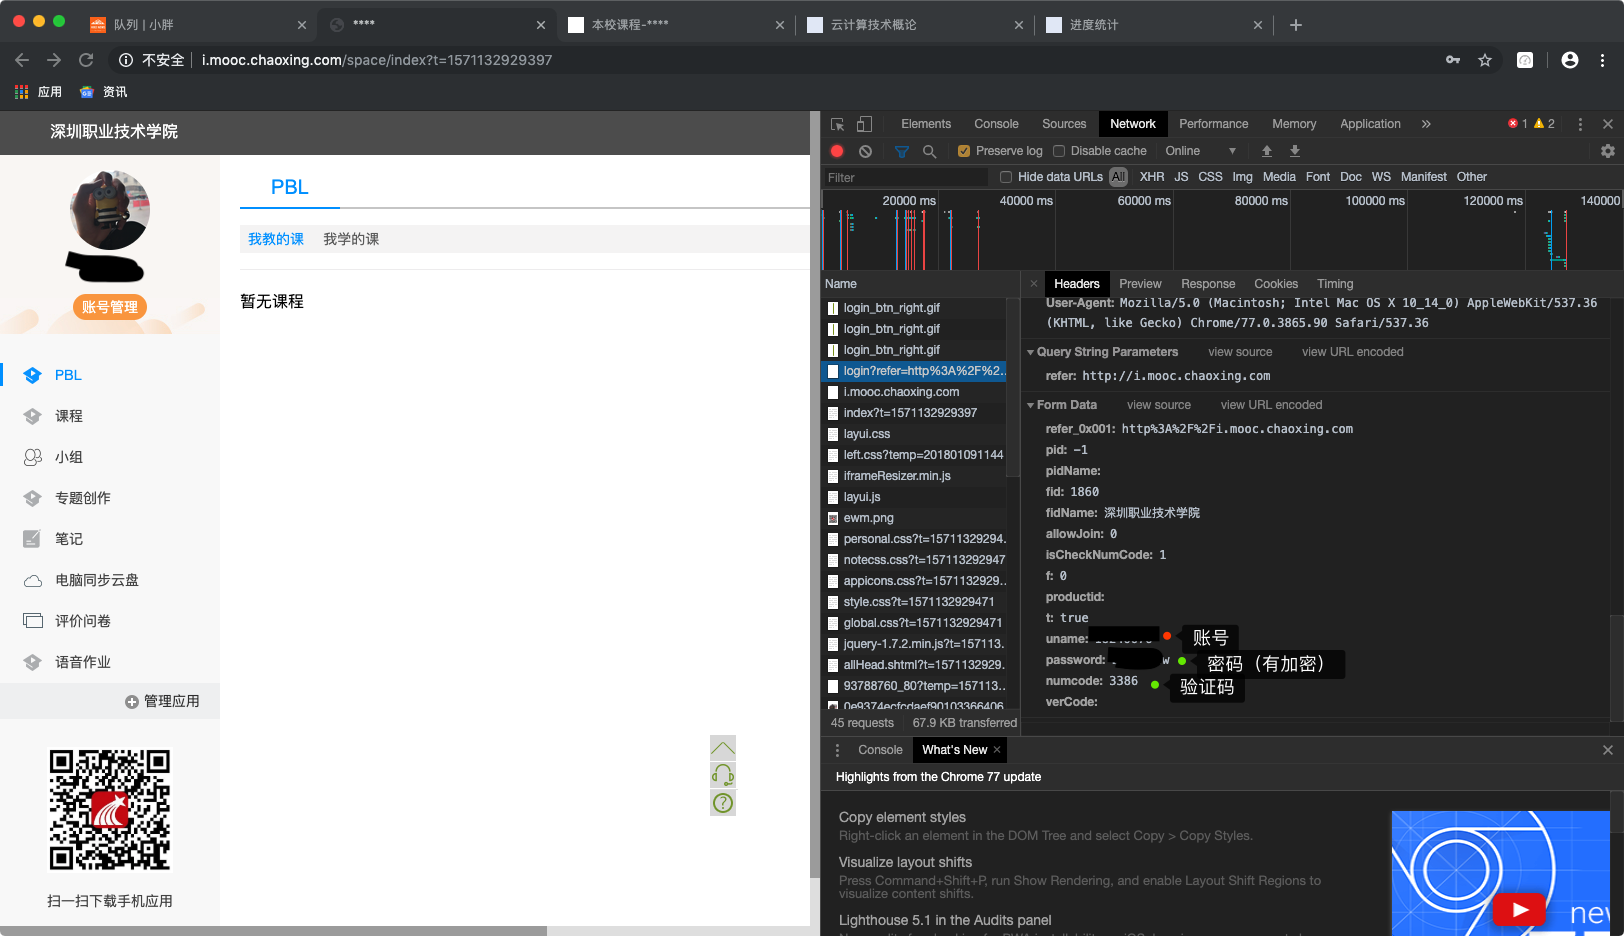 队列 | 小胖
****
本校课程-****
云计算技术概论
进度统计
不安全
i.mooc.chaoxing.com/space/index?t=1571132929397
应用
资讯
深圳职业技术学院
账号管理
PBL
课程
小组
专题创作
笔记
电脑同步云盘
评价问卷
语音作业
管理应用
扫一扫下载手机应用
PBL
我教的课 我学的课
暂无课程
Elements Console Sources Network Performance Memory Application » 1 2
Preserve log Disable cache Online
Filter Hide data URLs All XHR JS CSS Img Media Font Doc WS Manifest Other
20000 ms 40000 ms 60000 ms 80000 ms 100000 ms 120000 ms 140000
Name
login_btn_right.gif
login_btn_right.gif
login_btn_right.gif
login?refer=http%3A%2F%2…
i.mooc.chaoxing.com
index?t=1571132929397
layui.css
left.css?temp=201801091144
iframeResizer.min.js
layui.js
ewm.png
personal.css?t=15711329294…
notecss.css?t=157113292947
appicons.css?t=1571132929…
style.css?t=1571132929471
global.css?t=1571132929471
jquery-1.7.2.min.js?t=157113…
allHead.shtml?t=1571132929…
93788760_80?temp=157113…
0e9374ecfcdaef90103366406
45 requests 67.9 KB transferred
Headers Preview Response Cookies Timing
User-Agent: Mozilla/5.0 (Macintosh; Intel Mac OS X 10_14_0) AppleWebKit/537.36
(KHTML, like Gecko) Chrome/77.0.3865.90 Safari/537.36
Query String Parameters view source view URL encoded
refer: http://i.mooc.chaoxing.com
Form Data view source view URL encoded
refer_0x001: http%3A%2F%2Fi.mooc.chaoxing.com
pid: -1
pidName:
fid: 1860
fidName: 深圳职业技术学院
allowJoin: 0
isCheckNumCode: 1
f: 0
productid:
t: true
uname: 账号
password: w 密码（有加密）
numcode: 3386 验证码
verCode:
Console What's New
Highlights from the Chrome 77 update
Copy element styles
Right-click an element in the DOM Tree and select Copy > Copy Styles.
Visualize layout shifts
Press Command+Shift+P, run Show Rendering, and enable Layout Shift Regions to
visualize content shifts.
Lighthouse 5.1 in the Audits panel
new